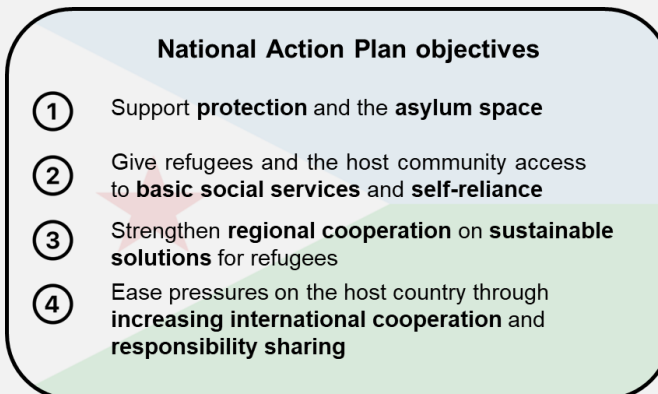 National Action Plan objectives
1 Support protection and the asylum space
2 Give refugees and the host community access
to basic social services and self-reliance
3 Strengthen regional cooperation on sustainable
solutions for refugees
4 Ease pressures on the host country through
increasing international cooperation and
responsibility sharing